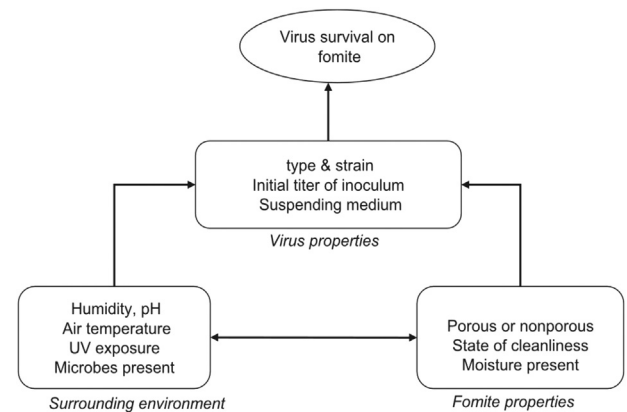 Virus survival on
fomite
type & strain
Initial titer of inoculum
Suspending medium
Virus properties
Humidity, pH
Air temperature
UV exposure
Microbes present
Surrounding environment
Porous or nonporous
State of cleanliness
Moisture present
Fomite properties